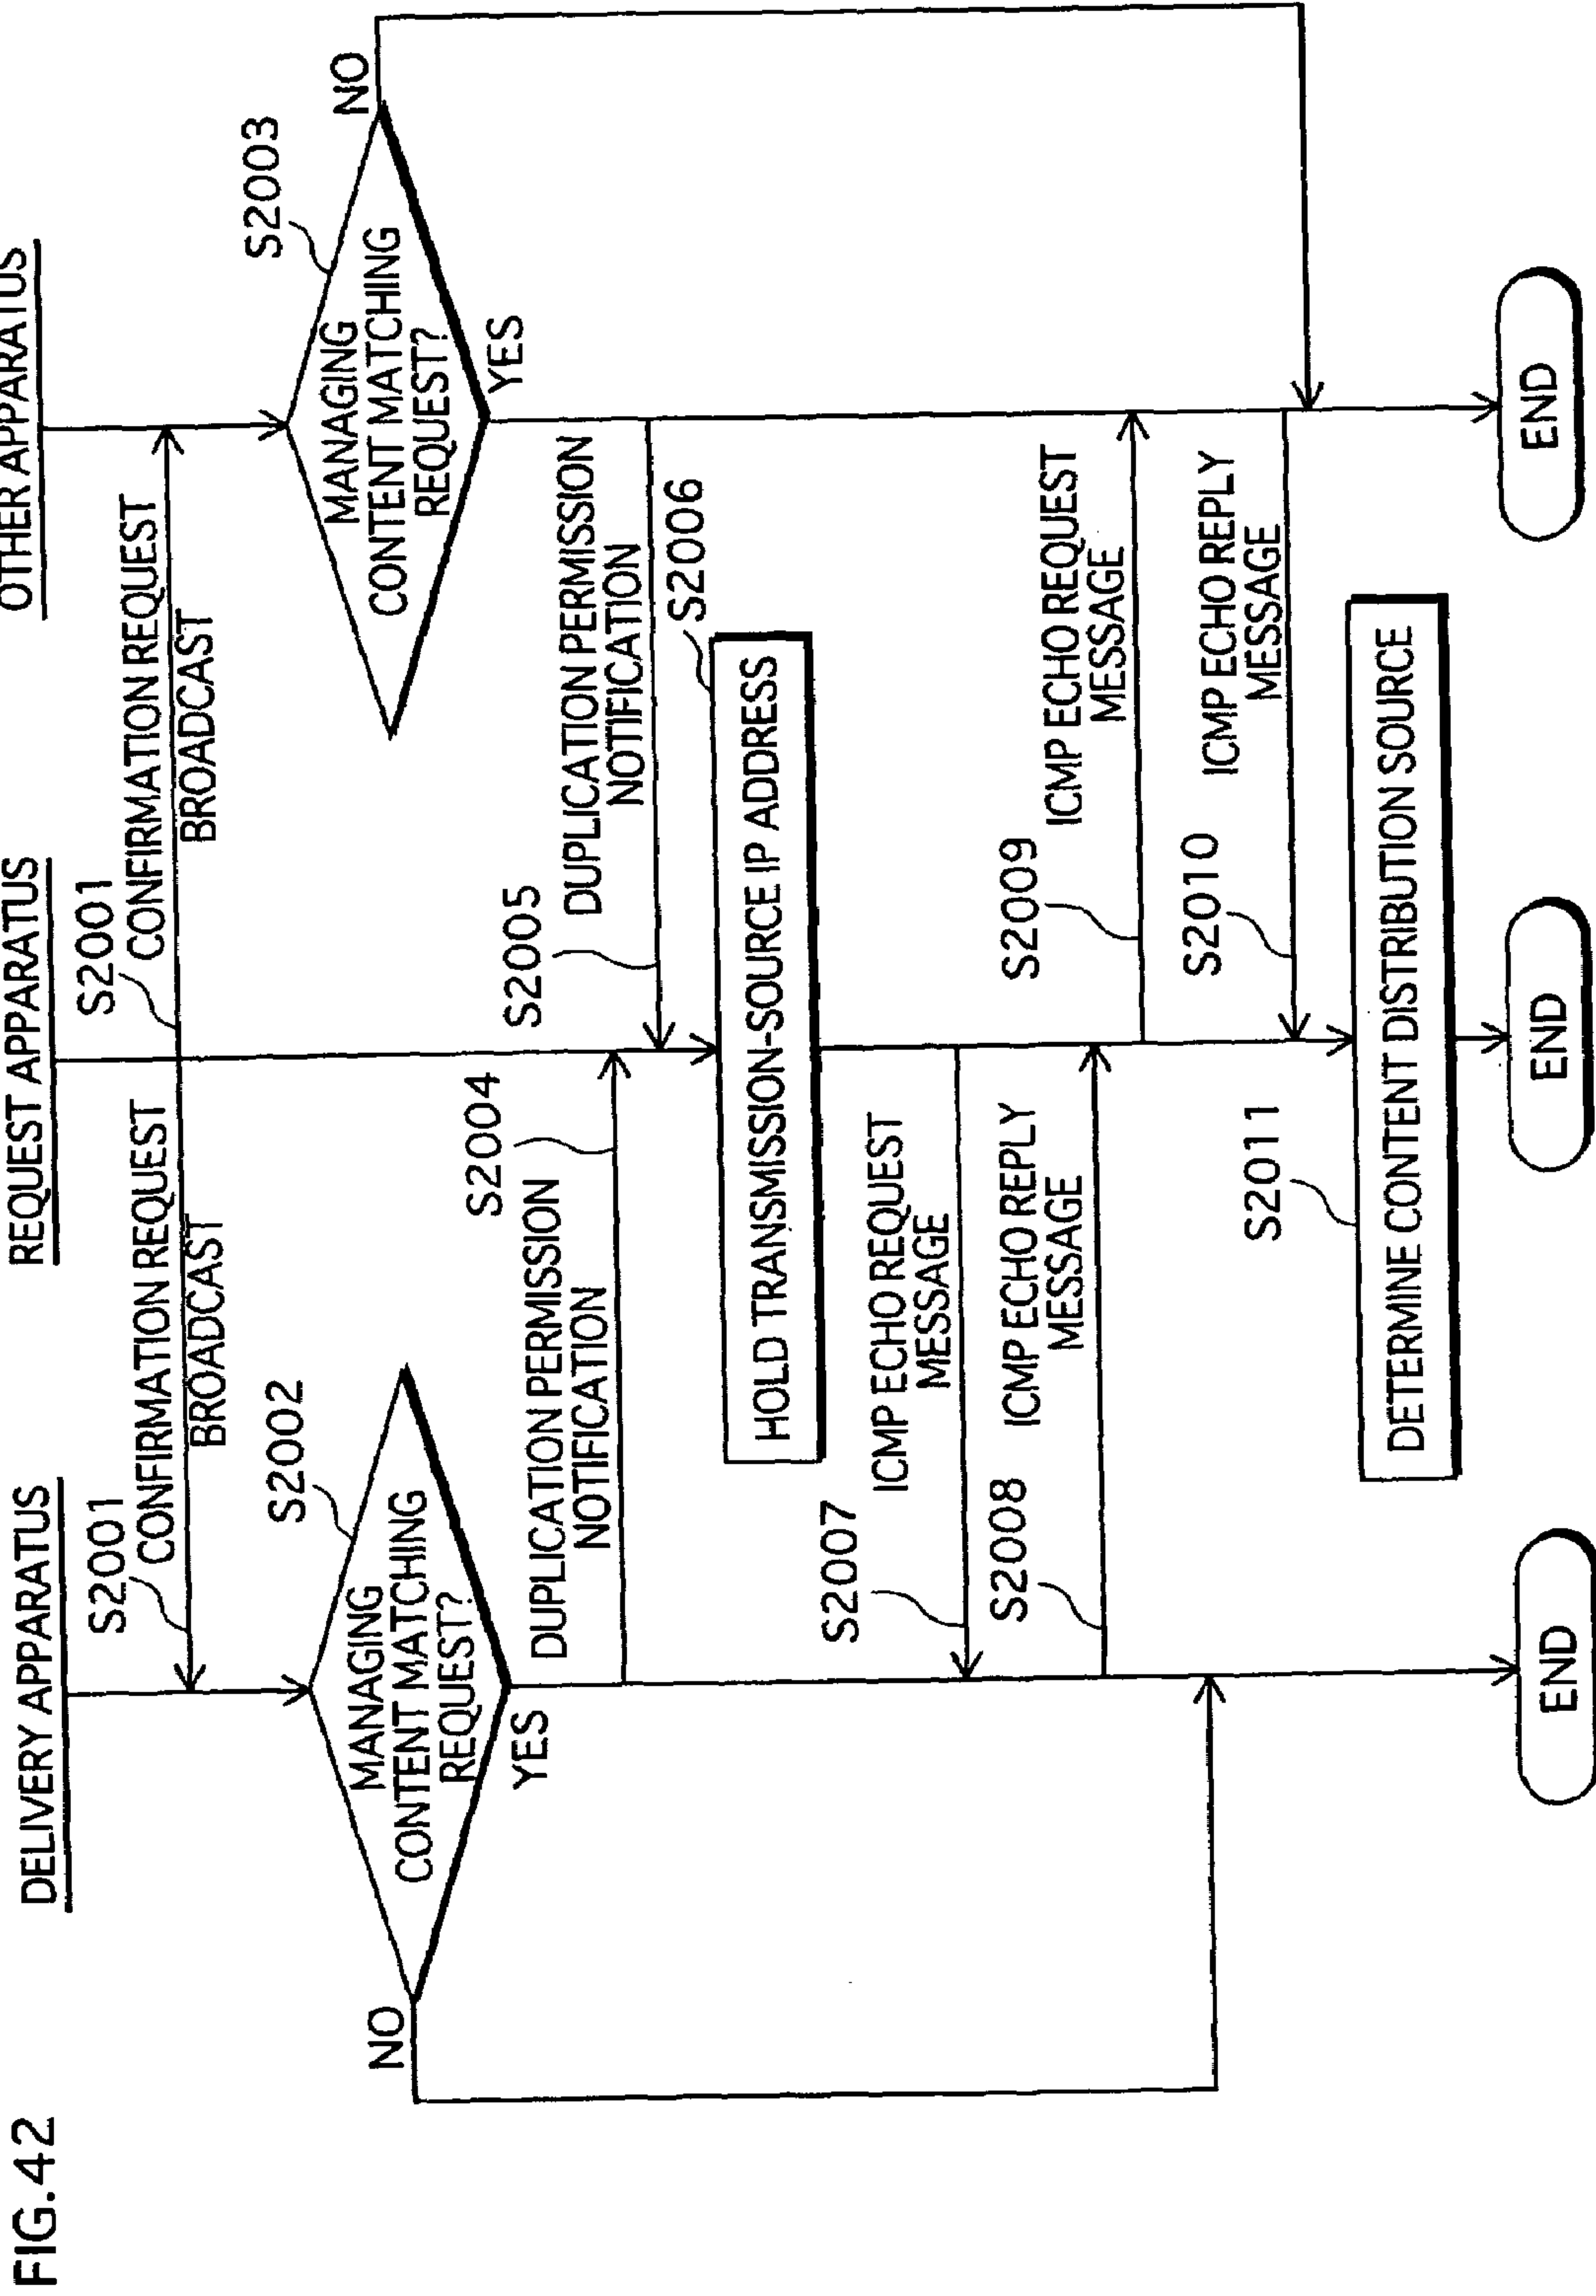 FIG.42
DELIVERY APPARATUS
REQUEST APPARATUS
OTHER APPARATUS
S2001
CONFIRMATION REQUEST
BROADCAST
S2001
CONFIRMATION REQUEST
BROADCAST
NO
S2002
MANAGING
CONTENT MATCHING
REQUEST?
YES
S2003
MANAGING
CONTENT MATCHING
REQUEST?
NO
YES
S2004
DUPLICATION PERMISSION
NOTIFICATION
S2005
DUPLICATION PERMISSION
NOTIFICATION
S2006
HOLD TRANSMISSION-SOURCE IP ADDRESS
S2007
ICMP ECHO REQUEST
MESSAGE
S2008
ICMP ECHO REPLY
MESSAGE
S2009
ICMP ECHO REQUEST
MESSAGE
S2010
ICMP ECHO REPLY
MESSAGE
S2011
DETERMINE CONTENT DISTRIBUTION SOURCE
END
END
END